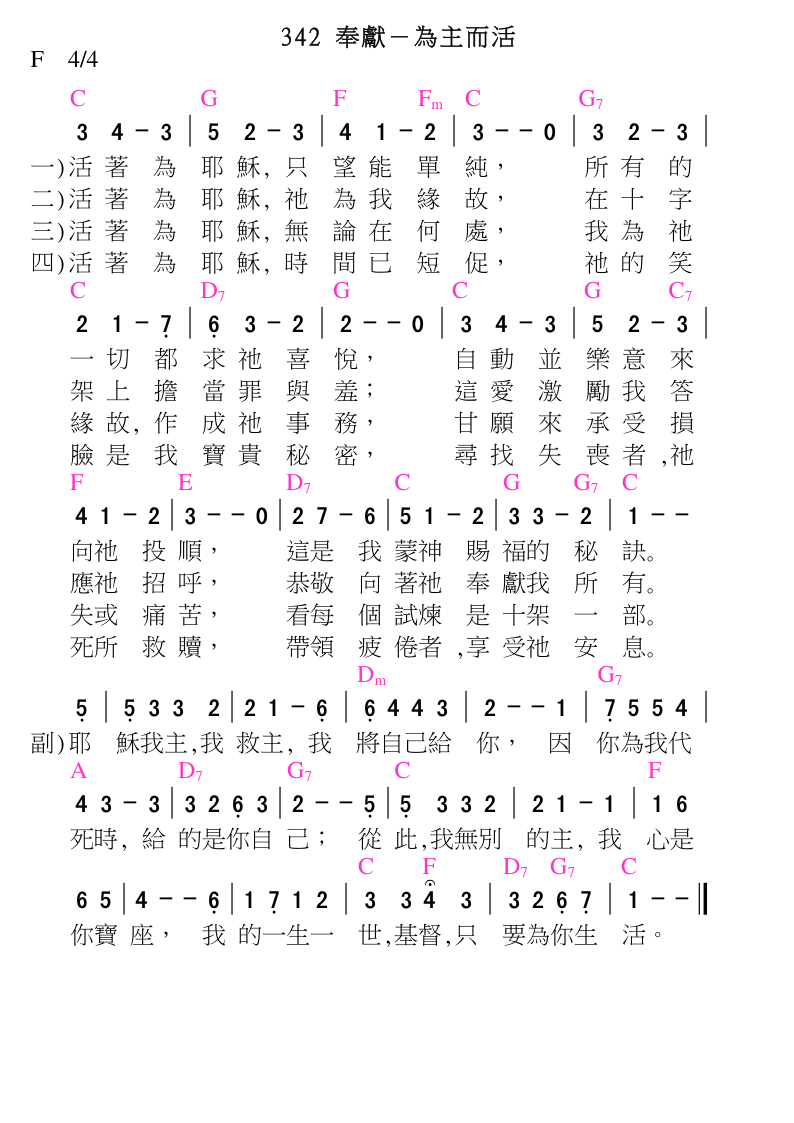 342 奉獻－為主而活
F 4/4
C G F Fm C G7
3 4 - 3 | 5 2 - 3 | 4 1 - 2 | 3 - - 0 | 3 2 - 3 |
一)活 著 為 耶 穌, 只 望 能 單 純， 所 有 的
二)活 著 為 耶 穌, 祂 為 我 緣 故， 在 十 字
三)活 著 為 耶 穌, 無 論 在 何 處， 我 為 祂
四)活 著 為 耶 穌, 時 間 已 短 促， 祂 的 笑
C D7 G C G C7
2 1 - 7̣ | 6̣ 3 - 2 | 2 - - 0 | 3 4 - 3 | 5 2 - 3 |
一 切 都 求 祂 喜 悅， 自 動 並 樂 意 來
架 上 擔 當 罪 與 羞； 這 愛 激 勵 我 答
緣 故, 作 成 祂 事 務， 甘 願 來 承 受 損
臉 是 我 寶 貴 秘 密， 尋 找 失 喪 者 ,祂
F E D7 C G G7 C
4 1 - 2 | 3 - - 0 | 2 7 - 6 | 5 1 - 2 | 3 3 - 2 | 1 - -
向祂 投 順， 這是 我 蒙神 賜 福的 秘 訣。
應祂 招 呼， 恭敬 向 著祂 奉 獻我 所 有。
失或 痛 苦， 看每 個 試煉 是 十架 一 部。
死所 救 贖， 帶領 疲 倦者 ,享 受祂 安 息。
Dm G7
5̣ | 5̣ 3 3 2 | 2 1 - 6̣ | 6̣ 4 4 3 | 2 - - 1 | 7̣ 5 5 4 |
副)耶 穌我主,我 救主, 我 將自己給 你， 因 你為我代
A D7 G7 C F
4 3 - 3 | 3 2 6̣ 3 | 2 - - 5̣ | 5̣ 3 3 2 | 2 1 - 1 | 1 6
死時, 給 的是你自 己； 從 此,我無別 的主, 我 心是
C F D7 G7 C
6 5 | 4 - - 6̣ | 1 7̣ 1 2 | 3 3 4 3 | 3 2 6̣ 7̣ | 1 - - ‖
你寶 座， 我 的一生一 世,基督,只 要為你生 活。